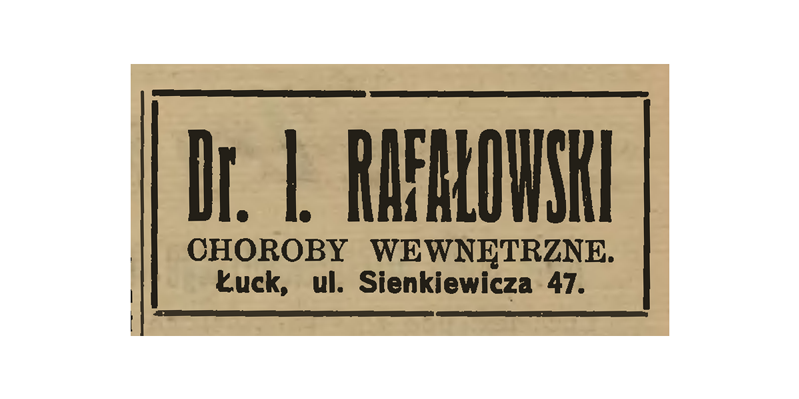 Dr. I. RAFAŁOWSKI
CHOROBY WEWNĘTRZNE.
Łuck, ul. Sienkiewicza 47.